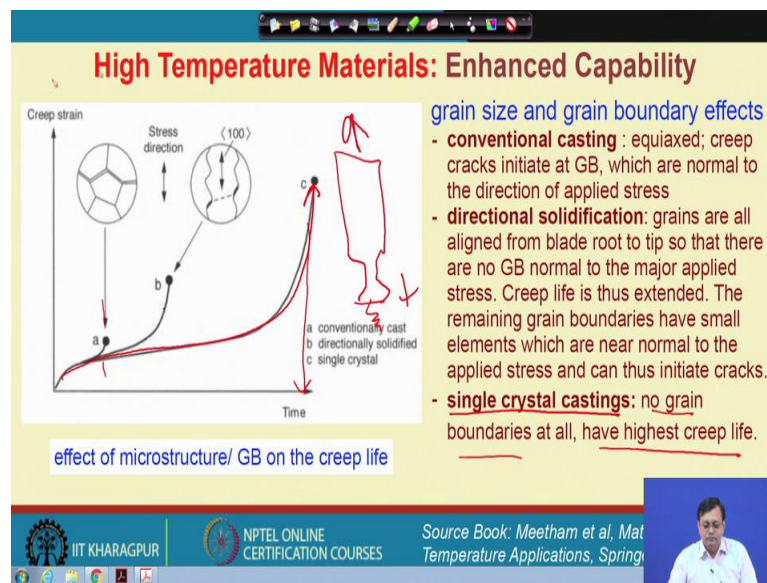 High Temperature Materials: Enhanced Capability
Creep strain
Stress
direction
⟨100⟩
a
b
c
a conventionally cast
b directionally solidified
c single crystal
Time
effect of microstructure/ GB on the creep life
grain size and grain boundary effects
- conventional casting : equiaxed; creep
cracks initiate at GB, which are normal to
the direction of applied stress
- directional solidification: grains are all
aligned from blade root to tip so that there
are no GB normal to the major applied
stress. Creep life is thus extended. The
remaining grain boundaries have small
elements which are near normal to the
applied stress and can thus initiate cracks.
- single crystal castings: no grain
boundaries at all, have highest creep life.
IIT KHARAGPUR
NPTEL ONLINE
CERTIFICATION COURSES
Source Book: Meetham et al, Mat
Temperature Applications, Spring